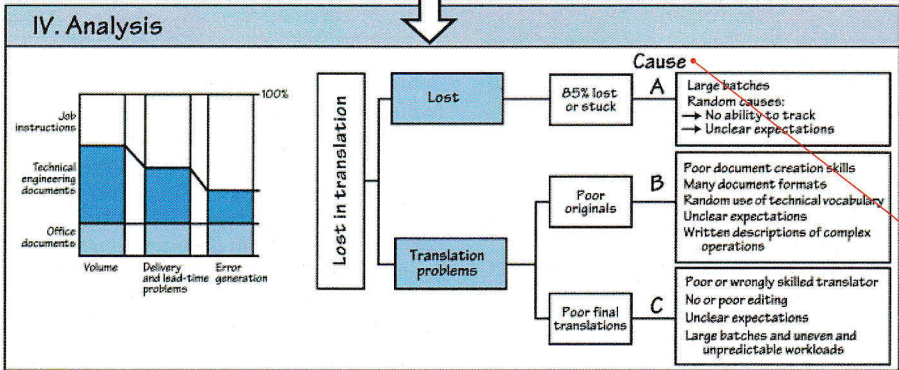 IV. Analysis
100%
Job
instructions
Technical
engineering
documents
Office
documents
Volume
Delivery
and lead-time
problems
Error
generation
Lost in translation
Lost
85% lost
or stuck
Cause
A
Large batches
Random causes:
→ No ability to track
→ Unclear expectations
Translation
problems
Poor
originals
B
Poor document creation skills
Many document formats
Random use of technical vocabulary
Unclear expectations
Written descriptions of complex
operations
Poor final
translations
C
Poor or wrongly skilled translator
No or poor editing
Unclear expectations
Large batches and uneven and
unpredictable workloads